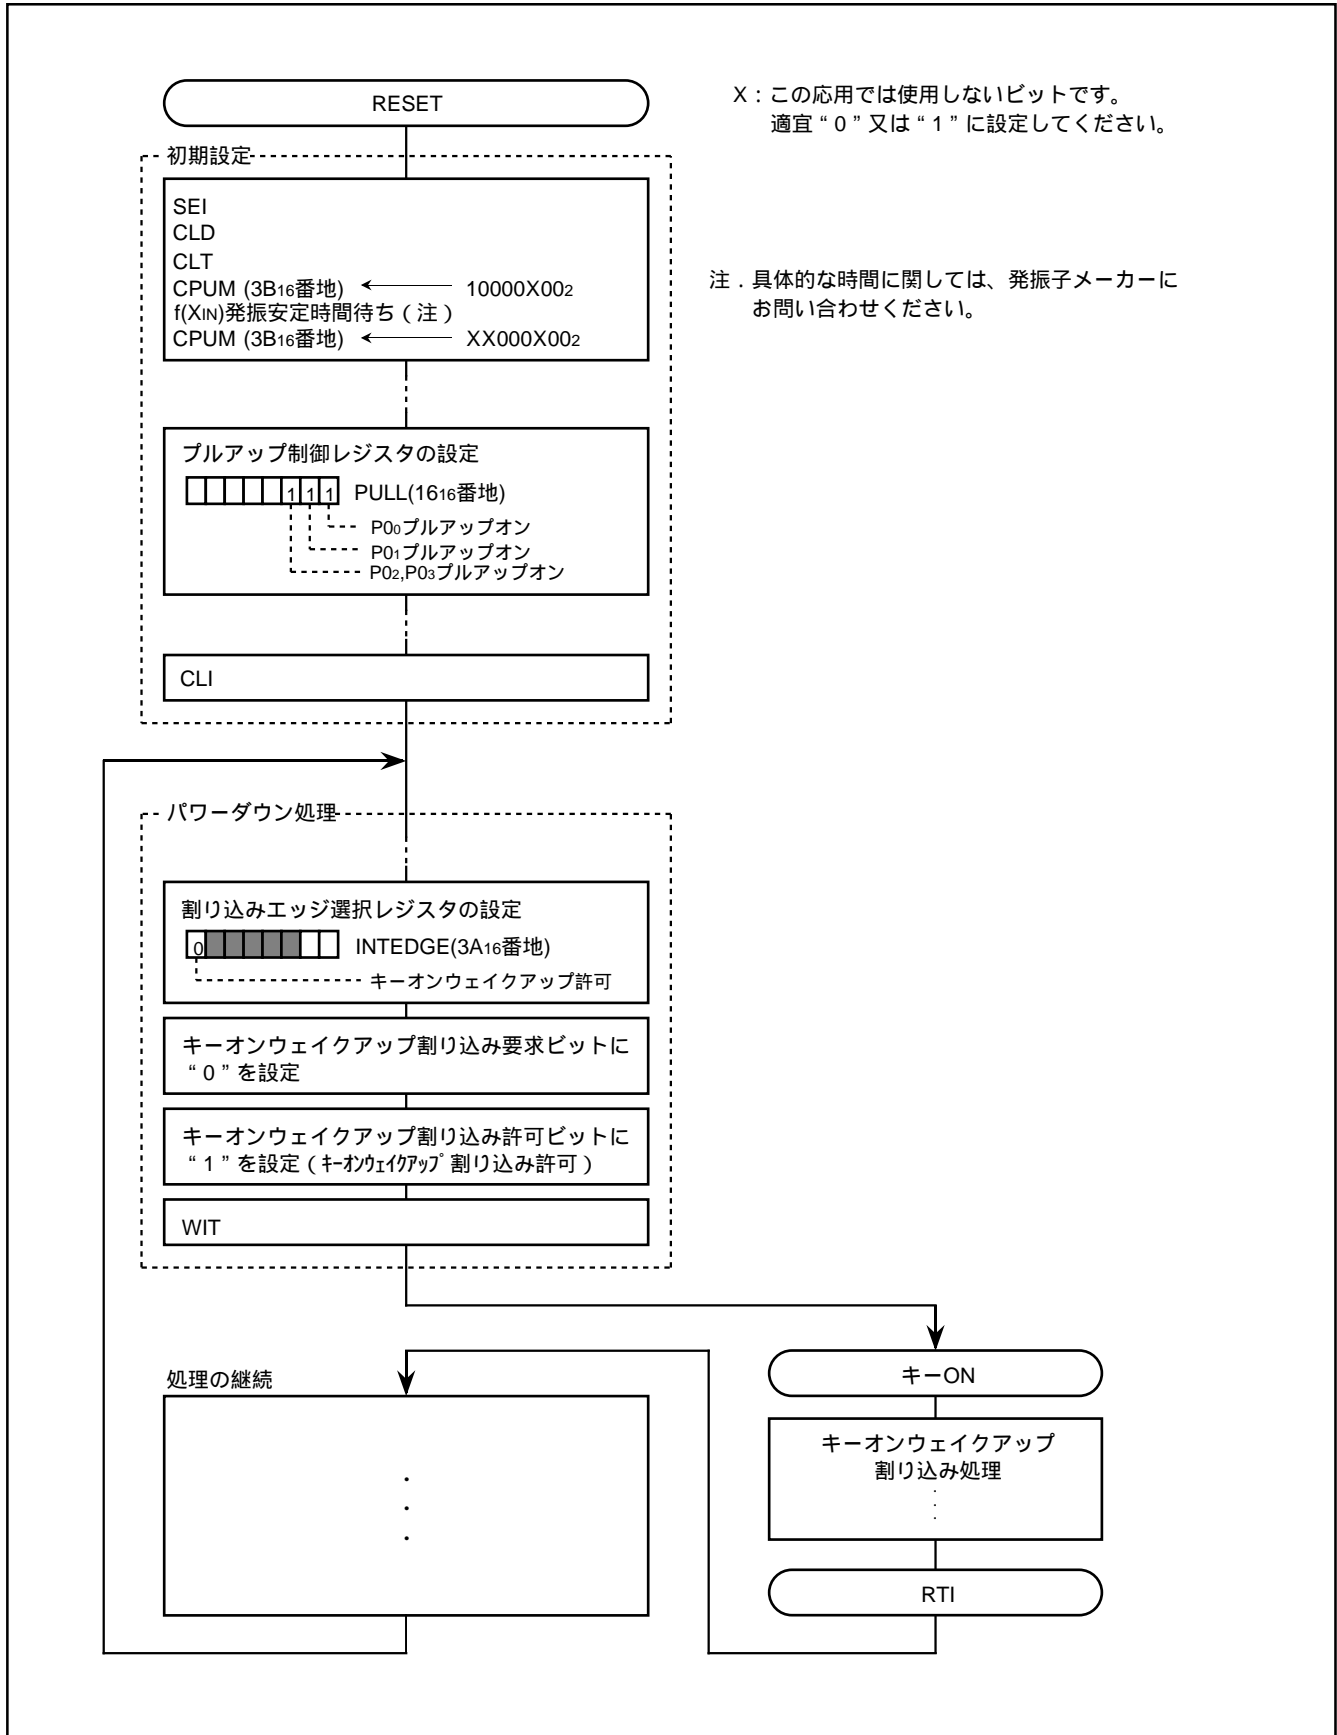 RESET
X：この応用では使用しないビットです。
適宜“0”又は“1”に設定してください。
初期設定
SEI
CLD
CLT
CPUM (3B16番地) ← 10000X002
f(XIN)発振安定時間待ち（注）
CPUM (3B16番地) ← XX000X002
注．具体的な時間に関しては、発振子メーカーに
お問い合わせください。
プルアップ制御レジスタの設定
1 1 1 PULL(1616番地)
P00プルアップオン
P01プルアップオン
P02,P03プルアップオン
CLI
パワーダウン処理
割り込みエッジ選択レジスタの設定
0 INTEDGE(3A16番地)
キーオンウェイクアップ許可
キーオンウェイクアップ割り込み要求ビットに
“0”を設定
キーオンウェイクアップ割り込み許可ビットに
“1”を設定（ｷｰｵﾝｳｪｲｸｱｯﾌﾟ割り込み許可）
WIT
キーON
キーオンウェイクアップ
割り込み処理
RTI
処理の継続